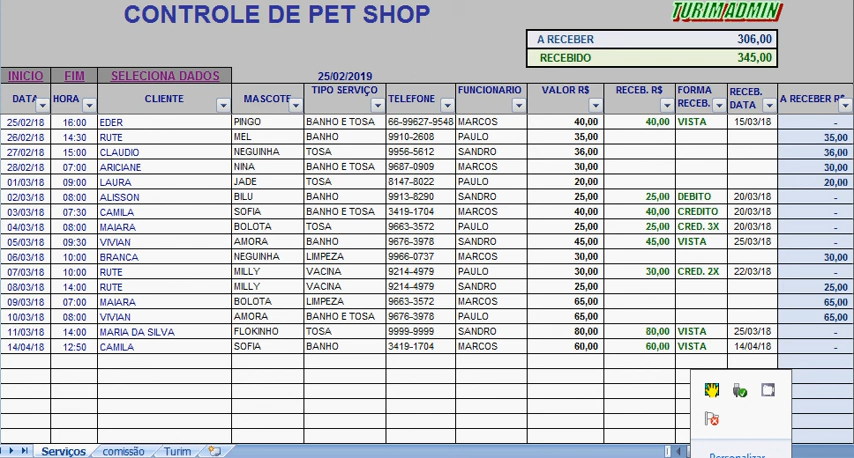 CONTROLE DE PET SHOP
TURIM ADMIN
A RECEBER 306,00
RECEBIDO 345,00
INICIO FIM SELECIONA DADOS 25/02/2019
DATA HORA CLIENTE MASCOTE TIPO SERVIÇO TELEFONE FUNCIONARIO VALOR R$ RECEB. R$ FORMA RECEB. RECEB. DATA A RECEBER R$
25/02/18 16:00 EDER PINGO BANHO E TOSA 66-99627-9548 MARCOS 40,00 40,00 VISTA 15/03/18 -
26/02/18 14:30 RUTE MEL BANHO 9910-2608 PAULO 35,00 35,00
27/02/18 15:00 CLAUDIO NEGUINHA TOSA 9956-5612 SANDRO 36,00 36,00
28/02/18 07:00 ARICIANE NINA BANHO E TOSA 9687-0909 MARCOS 30,00 30,00
01/03/18 09:00 LAURA JADE TOSA 8147-8022 PAULO 20,00 20,00
02/03/18 08:00 ALISSON BILU BANHO 9913-8290 SANDRO 25,00 25,00 DEBITO 20/03/18 -
03/03/18 07:30 CAMILA SOFIA BANHO E TOSA 3419-1704 MARCOS 40,00 40,00 CREDITO 20/03/18 -
04/03/18 08:00 MAIARA BOLOTA TOSA 9663-3572 PAULO 25,00 25,00 CRED. 3X 20/03/18 -
05/03/18 09:30 VIVIAN AMORA BANHO 9676-3978 SANDRO 45,00 45,00 VISTA 25/03/18 -
06/03/18 10:00 BRANCA NEGUINHA LIMPEZA 9966-0737 MARCOS 30,00 30,00
07/03/18 10:00 RUTE MILLY VACINA 9214-4979 PAULO 30,00 30,00 CRED. 2X 22/03/18 -
08/03/18 14:00 RUTE MILLY VACINA 9214-4979 SANDRO 25,00 25,00
09/03/18 07:00 MAIARA BOLOTA LIMPEZA 9663-3572 MARCOS 65,00 65,00
10/03/18 08:00 VIVIAN AMORA BANHO 9676-3978 PAULO 65,00 65,00
11/03/18 14:00 MARIA DA SILVA FLOKINHO TOSA 9999-9999 SANDRO 80,00 80,00 VISTA 25/03/18 -
14/04/18 12:50 CAMILA SOFIA BANHO 3419-1704 MARCOS 60,00 60,00 VISTA 14/04/18 -
Serviços comissão Turim
Personalizar